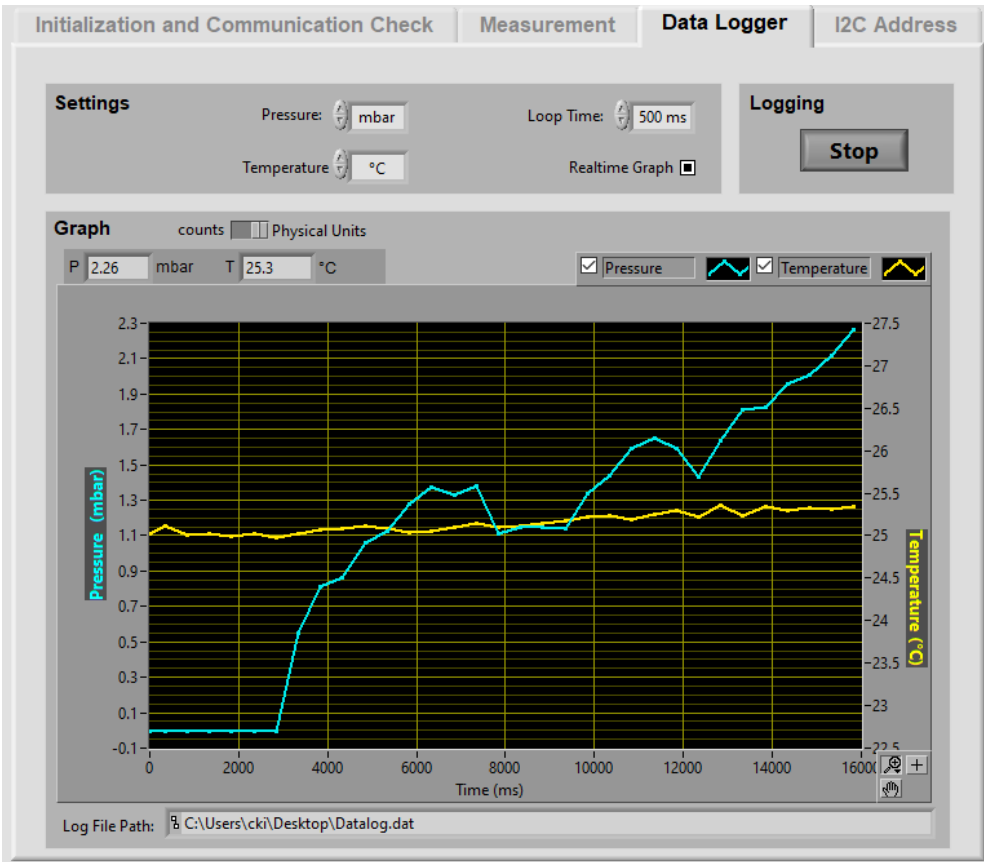 Initialization and Communication Check Measurement Data Logger I2C Address
Settings
Pressure: mbar
Loop Time: 500 ms
Temperature °C
Realtime Graph
Logging
Stop
Graph counts Physical Units
P 2.26 mbar T 25.3 °C
Pressure Temperature
2.3
2.1
1.9
1.7
1.5
1.3
1.1
0.9
0.7
0.5
0.3
0.1
-0.1
Pressure (mbar)
27.5
27
26.5
26
25.5
25
24.5
24
23.5
23
22.5
Temperature (°C)
0 2000 4000 6000 8000 10000 12000 14000 16000
Time (ms)
Log File Path: C:\Users\cki\Desktop\Datalog.dat